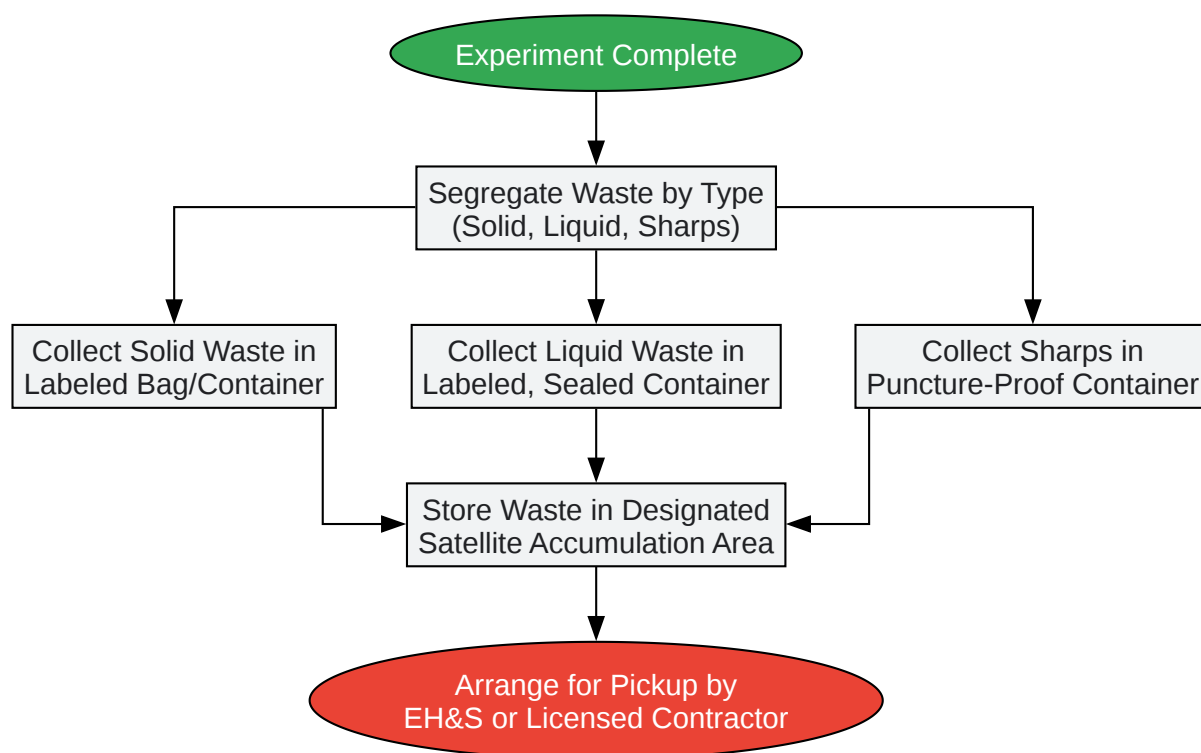 Experiment Complete
Segregate Waste by Type
(Solid, Liquid, Sharps)
Collect Solid Waste in
Labeled Bag/Container
Collect Liquid Waste in
Labeled, Sealed Container
Collect Sharps in
Puncture-Proof Container
Store Waste in Designated
Satellite Accumulation Area
Arrange for Pickup by
EH&S or Licensed Contractor